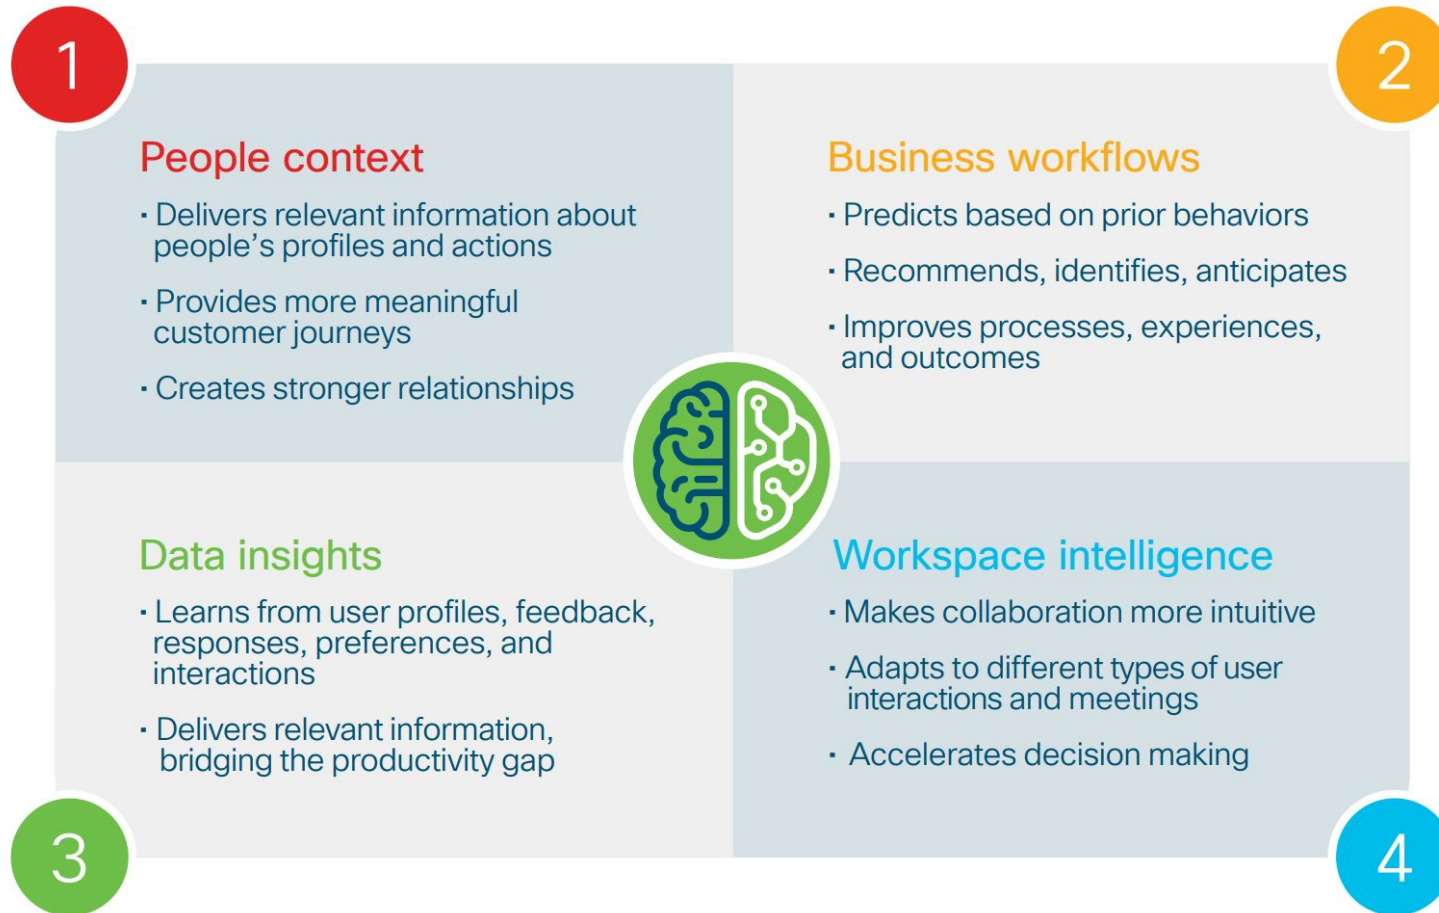 1
People context
· Delivers relevant information about
people's profiles and actions
· Provides more meaningful
customer journeys
· Creates stronger relationships
2
Business workflows
· Predicts based on prior behaviors
· Recommends, identifies, anticipates
· Improves processes, experiences,
and outcomes
3
Data insights
· Learns from user profiles, feedback,
responses, preferences, and
interactions
· Delivers relevant information,
bridging the productivity gap
4
Workspace intelligence
· Makes collaboration more intuitive
· Adapts to different types of user
interactions and meetings
· Accelerates decision making